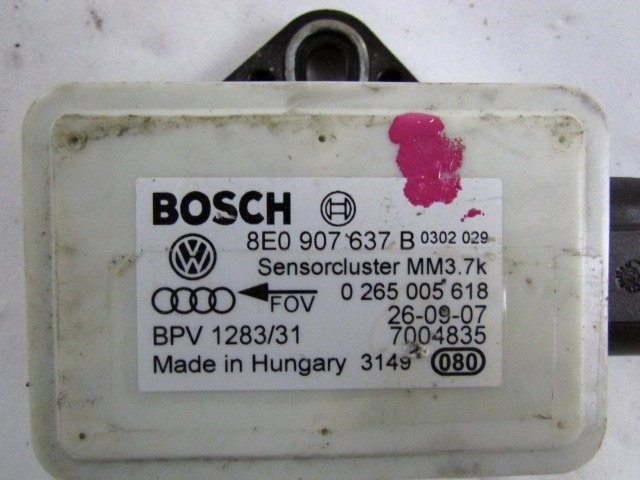 BOSCH
8E0 907 637 B 0302 029
Sensorcluster MM3.7k
FOV 0 265 005 618
26-09-07
BPV 1283/31 7004835
Made in Hungary 3149 080